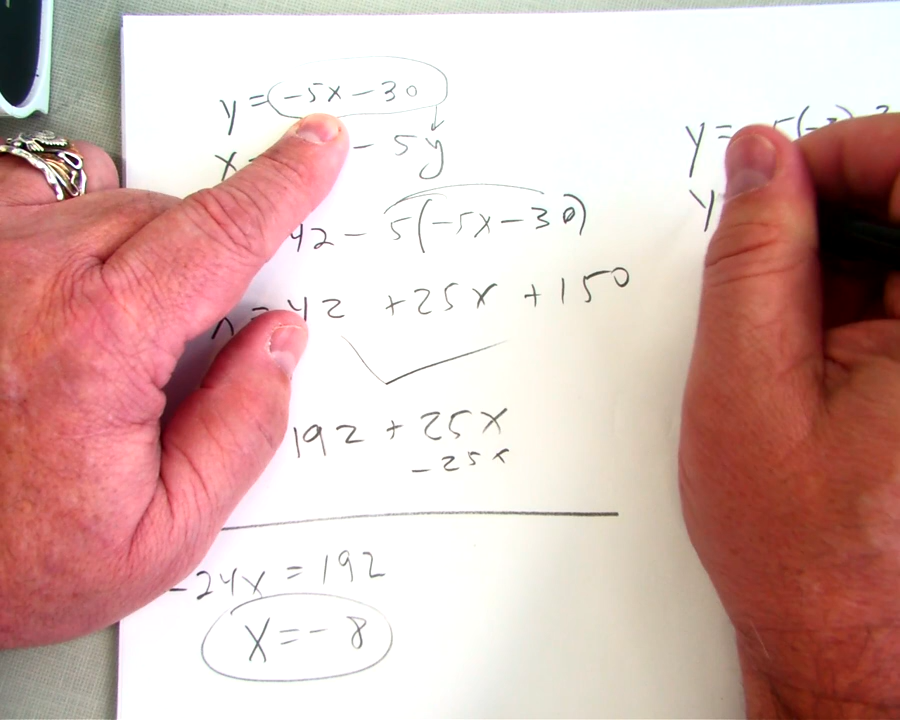 y = -5x - 30
x = - 5y
42 - 5(-5x - 30)
x = 42 + 25x + 150
192 + 25x
- 25x
-24x = 192
x = -8
y =
y